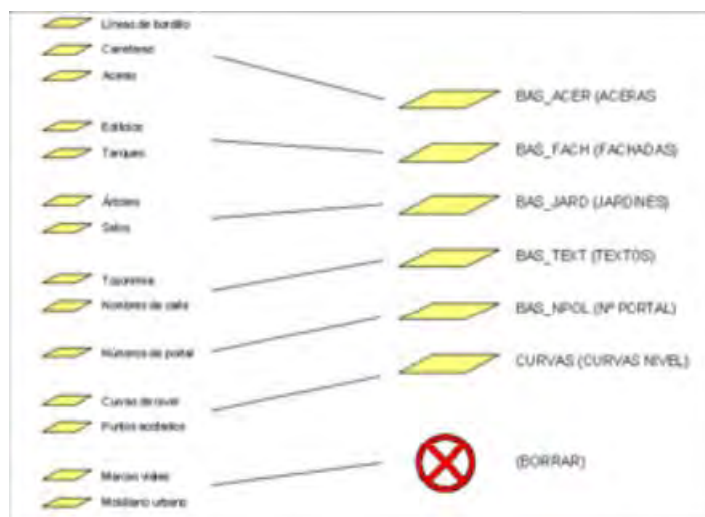 Líneas de bordillo
Carreteras
Aceras
Edificios
Tanques
Árboles
Setos
Toponimia
Nombres de calle
Números de portal
Curvas de nivel
Puntos acotados
Marcas viales
Mobiliario urbano
BAS_ACER (ACERAS
BAS_FACH (FACHADAS)
BAS_JARD (JARDINES)
BAS_TEXT (TEXTOS)
BAS_NPOL (Nº PORTAL)
CURVAS (CURVAS NIVEL)
(BORRAR)